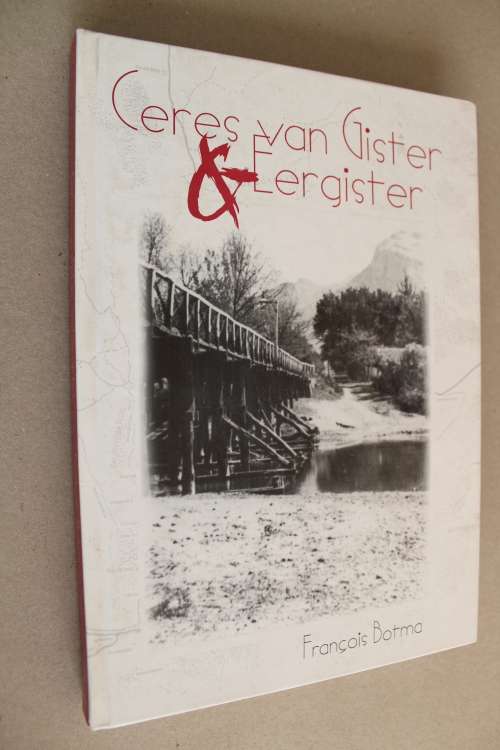 Ceres van Gister
& Eergister
François Botma